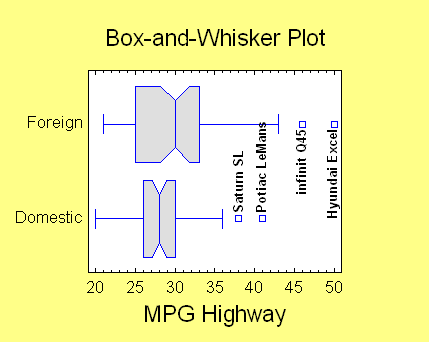 Box-and-Whisker Plot
Foreign
Domestic
Saturn SL
Potiac LeMans
infinit Q45
Hyundai Excel
20 25 30 35 40 45 50
MPG Highway